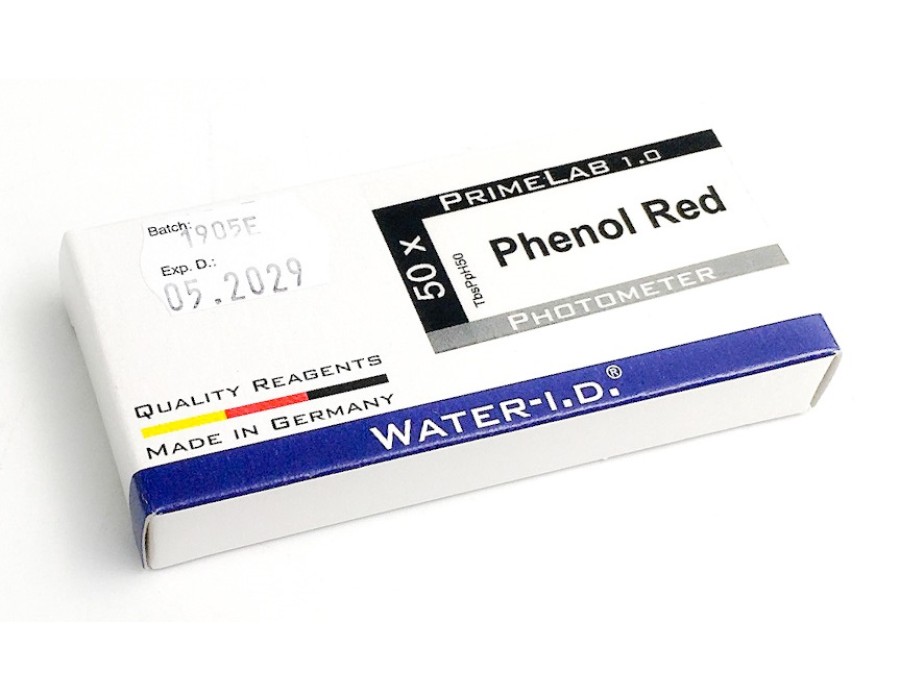 Batch: 1905E
Exp. D.:
05.2029
PRIMELAB 1.0
50 x
TbsPpH50
Phenol Red
PHOTOMETER
QUALITY REAGENTS
MADE IN GERMANY
WATER-I.D.®